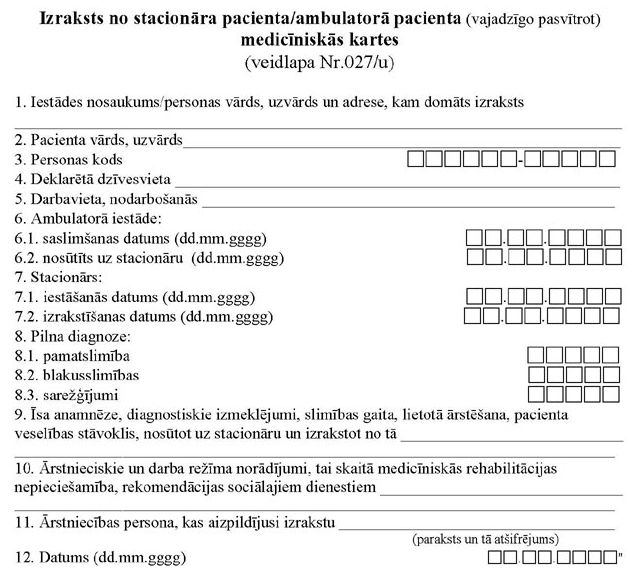 Izraksts no stacionāra pacienta/ambulatorā pacienta (vajadzīgo pasvītrot)
medicīniskās kartes
(veidlapa Nr.027/u)
1. Iestādes nosaukums/personas vārds, uzvārds un adrese, kam domāts izraksts
2. Pacienta vārds, uzvārds
3. Personas kods -
4. Deklarētā dzīvesvieta
5. Darbavieta, nodarbošanās
6. Ambulatorā iestāde:
6.1. saslimšanas datums (dd.mm.gggg) . .
6.2. nosūtīts uz stacionāru (dd.mm.gggg) . .
7. Stacionārs:
7.1. iestāšanās datums (dd.mm.gggg) . .
7.2. izrakstīšanas datums (dd.mm.gggg) . .
8. Pilna diagnoze:
8.1. pamatslimība
8.2. blakusslimības
8.3. sarežģījumi
9. Īsa anamnēze, diagnostiskie izmeklējumi, slimības gaita, lietotā ārstēšana, pacienta
veselības stāvoklis, nosūtot uz stacionāru un izrakstot no tā
10. Ārstnieciskie un darba režīma norādījumi, tai skaitā medicīniskās rehabilitācijas
nepieciešamība, rekomendācijas sociālajiem dienestiem
11. Ārstniecības persona, kas aizpildījusi izrakstu
(paraksts un tā atšifrējums)
12. Datums (dd.mm.gggg) . . "